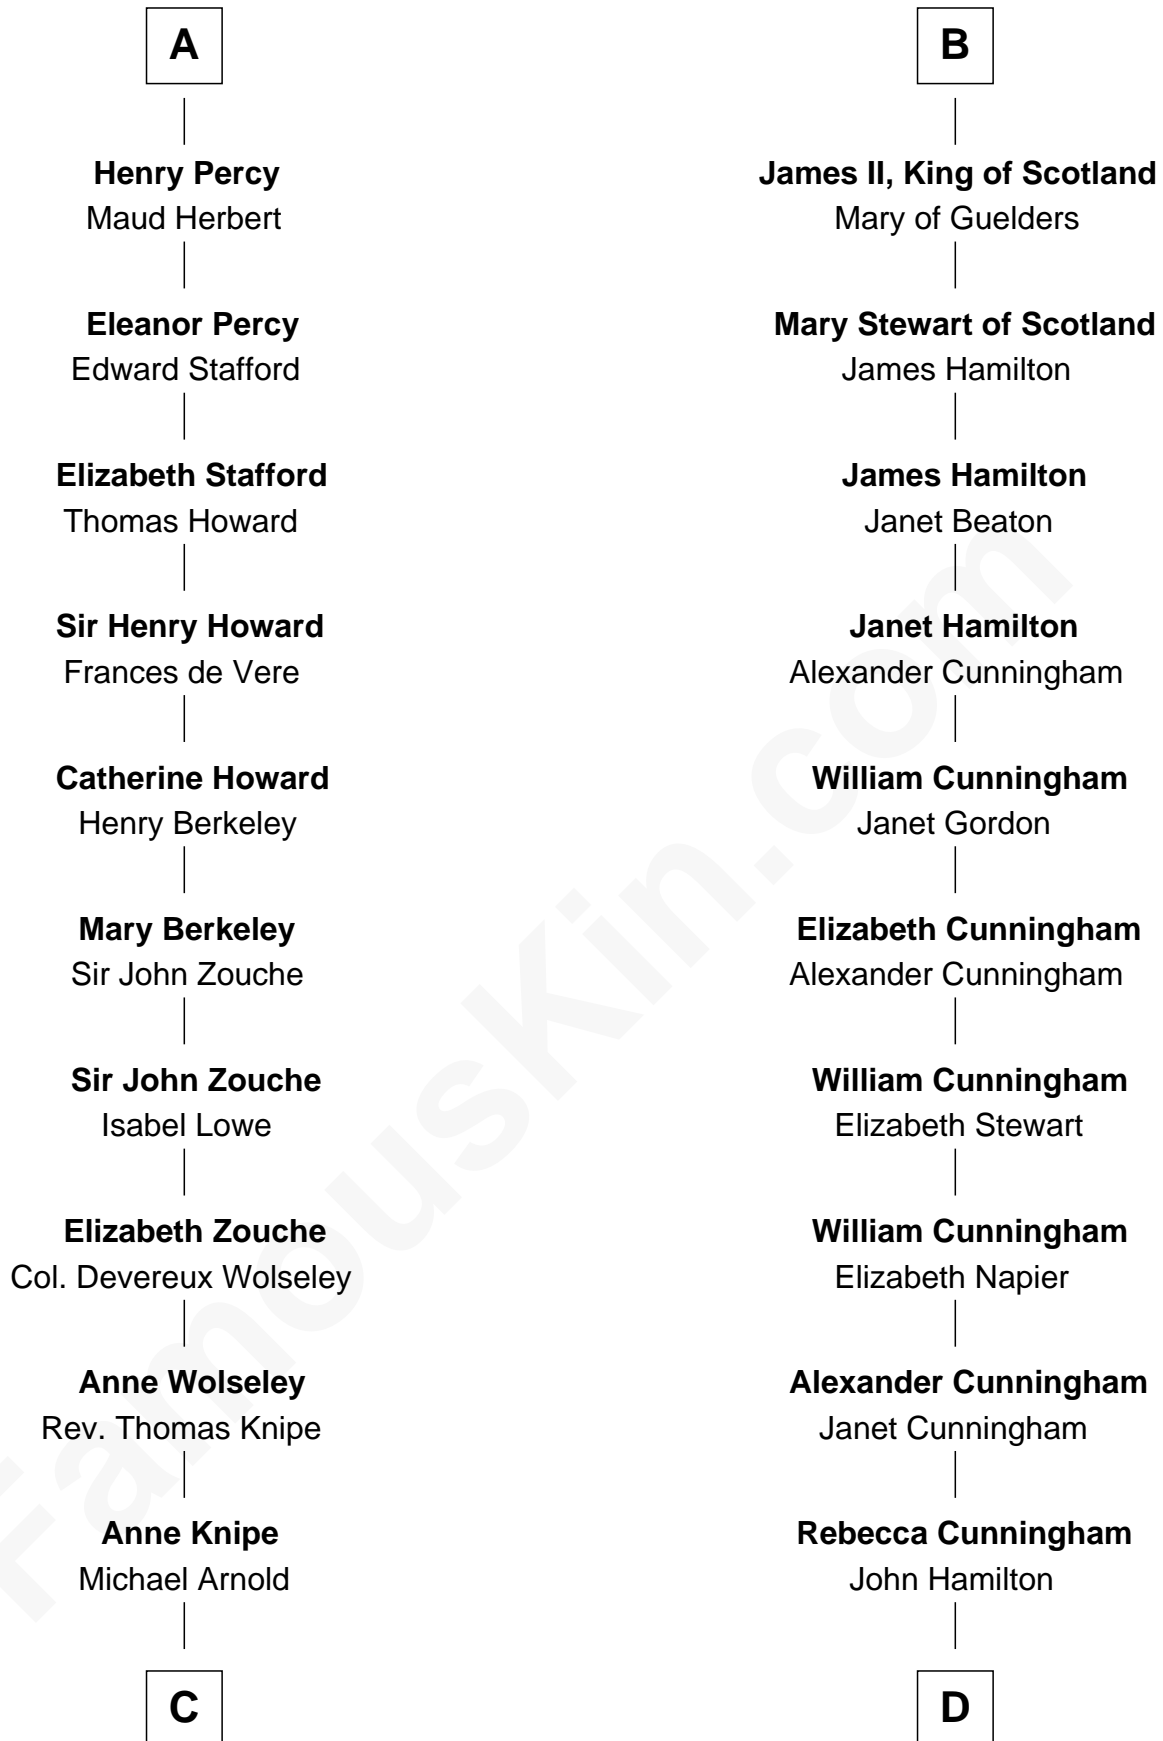 A
Henry Percy
Maud Herbert
Eleanor Percy
Edward Stafford
Elizabeth Stafford
Thomas Howard
Sir Henry Howard
Frances de Vere
Catherine Howard
Henry Berkeley
Mary Berkeley
Sir John Zouche
Sir John Zouche
Isabel Lowe
Elizabeth Zouche
Col. Devereux Wolseley
Anne Wolseley
Rev. Thomas Knipe
Anne Knipe
Michael Arnold
C
B
James II, King of Scotland
Mary of Guelders
Mary Stewart of Scotland
James Hamilton
James Hamilton
Janet Beaton
Janet Hamilton
Alexander Cunningham
William Cunningham
Janet Gordon
Elizabeth Cunningham
Alexander Cunningham
William Cunningham
Elizabeth Stewart
William Cunningham
Elizabeth Napier
Alexander Cunningham
Janet Cunningham
Rebecca Cunningham
John Hamilton
D
FamousKin.com